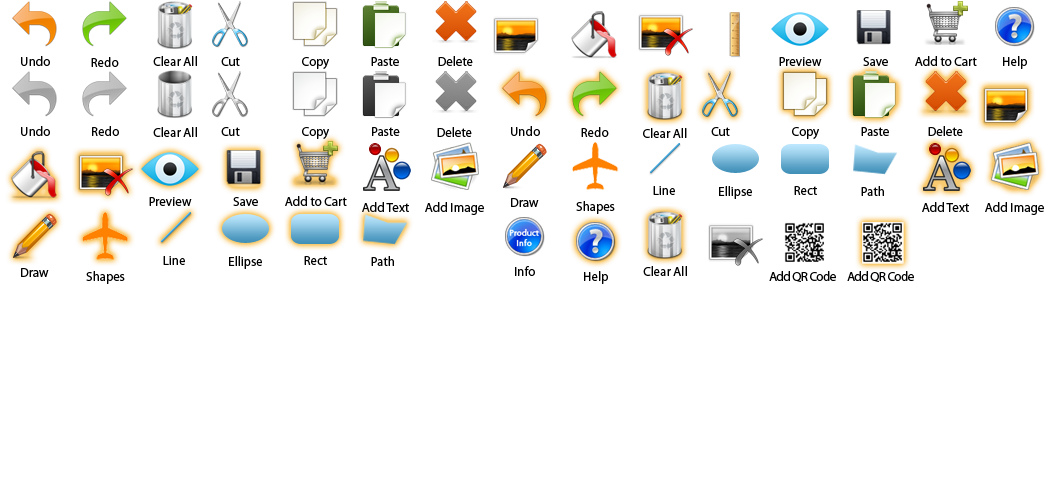 Undo Redo Clear All Cut Copy Paste Delete Preview Save Add to Cart Help
Undo Redo Clear All Cut Copy Paste Delete Undo Redo Clear All Cut Copy Paste Delete
Preview Save Add to Cart Add Text Add Image Draw Shapes Line Ellipse Rect Path Add Text Add Image
Draw Shapes Line Ellipse Rect Path Product
Info
Info Help Clear All Add QR Code Add QR Code